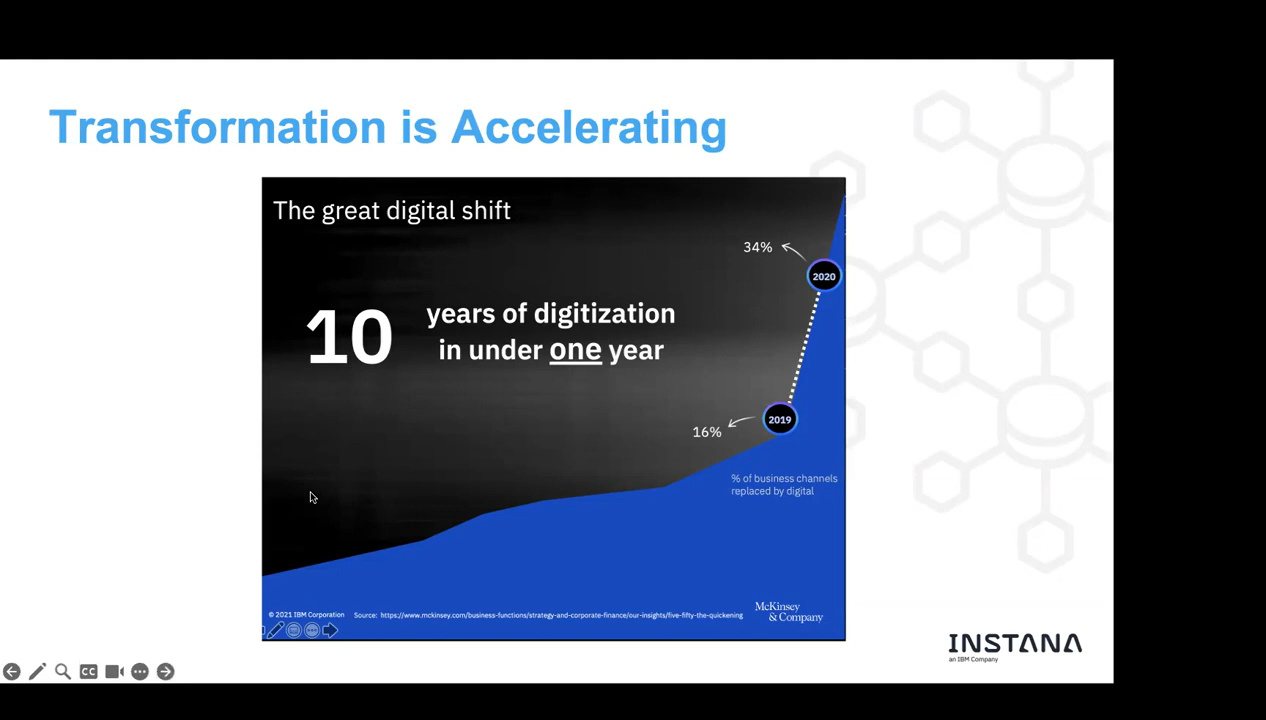 Transformation is Accelerating
The great digital shift
34%
2020
10
years of digitization
in under one year
2019
16%
% of business channels
replaced by digital
© 2021 IBM Corporation
Source: https://www.mckinsey.com/business-functions/strategy-and-corporate-finance/our-insights/five-fifty-the-quickening
McKinsey
& Company
CC
INSTANA
an IBM Company